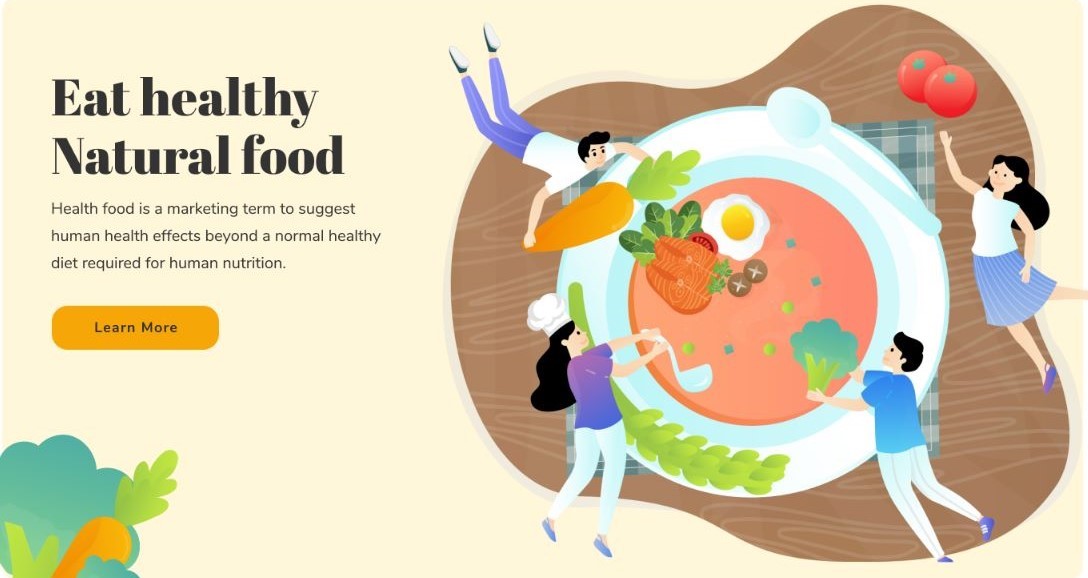 Eat healthy
Natural food
Health food is a marketing term to suggest
human health effects beyond a normal healthy
diet required for human nutrition.
Learn More